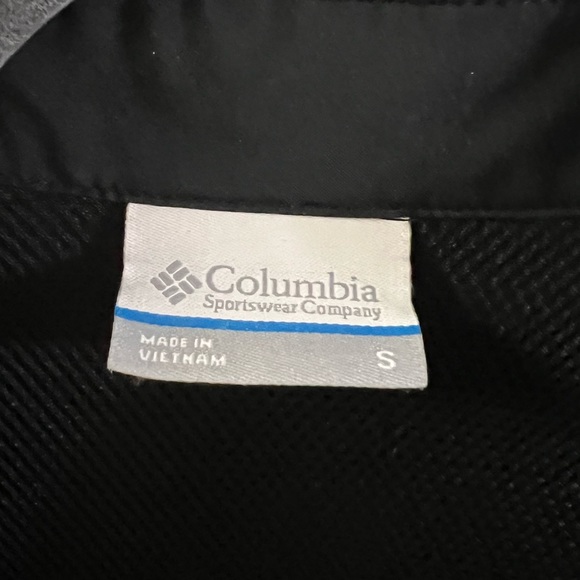 Columbia
Sportswear Company
MADE IN
VIETNAM
S